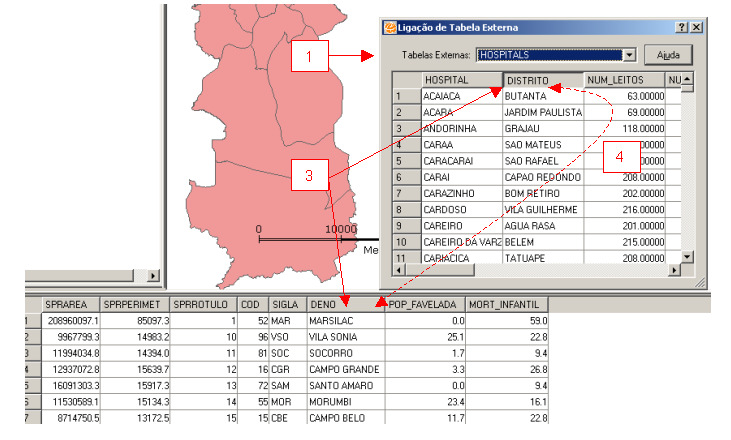 Ligação de Tabela Externa
1
Tabelas Externas: HOSPITALS Ajuda
HOSPITAL DISTRITO NUM_LEITOS
1 ACAIACA BUTANTA 63.00000
2 ACARA JARDIM PAULISTA 69.00000
3 ANDORINHA GRAJAU 118.00000
4 CARAA SAO MATEUS
5 CARACARAI SAO RAFAEL
6 CARAI CAPAO REDONDO 208.00000
7 CARAZINHO BOM RETIRO 202.00000
8 CARDOSO VILA GUILHERME 216.00000
9 CAREIRO AGUA RASA 201.00000
10 CAREIRO DA VARZ BELEM 215.00000
11 CARIACICA TATUAPE 208.00000
4
3
0 10000
Me
SPRAREA SPRPERIMET SPRROTULO COD SIGLA DENO POP_FAVELADA MORT_INFANTIL
1 208960097.1 85097.3 1 52 MAR MARSILAC 0.0 59.0
2 9967799.3 14983.2 10 96 VSO VILA SONIA 25.1 22.8
3 11994034.8 14394.0 11 81 SOC SOCORRO 1.7 9.4
4 12937072.8 15639.7 12 16 CGR CAMPO GRANDE 3.3 26.8
5 16091303.3 15917.3 13 72 SAM SANTO AMARO 0.0 9.4
6 11530589.1 15134.3 14 55 MOR MORUMBI 23.4 16.1
7 8714750.5 13172.5 15 15 CBE CAMPO BELO 11.7 22.8